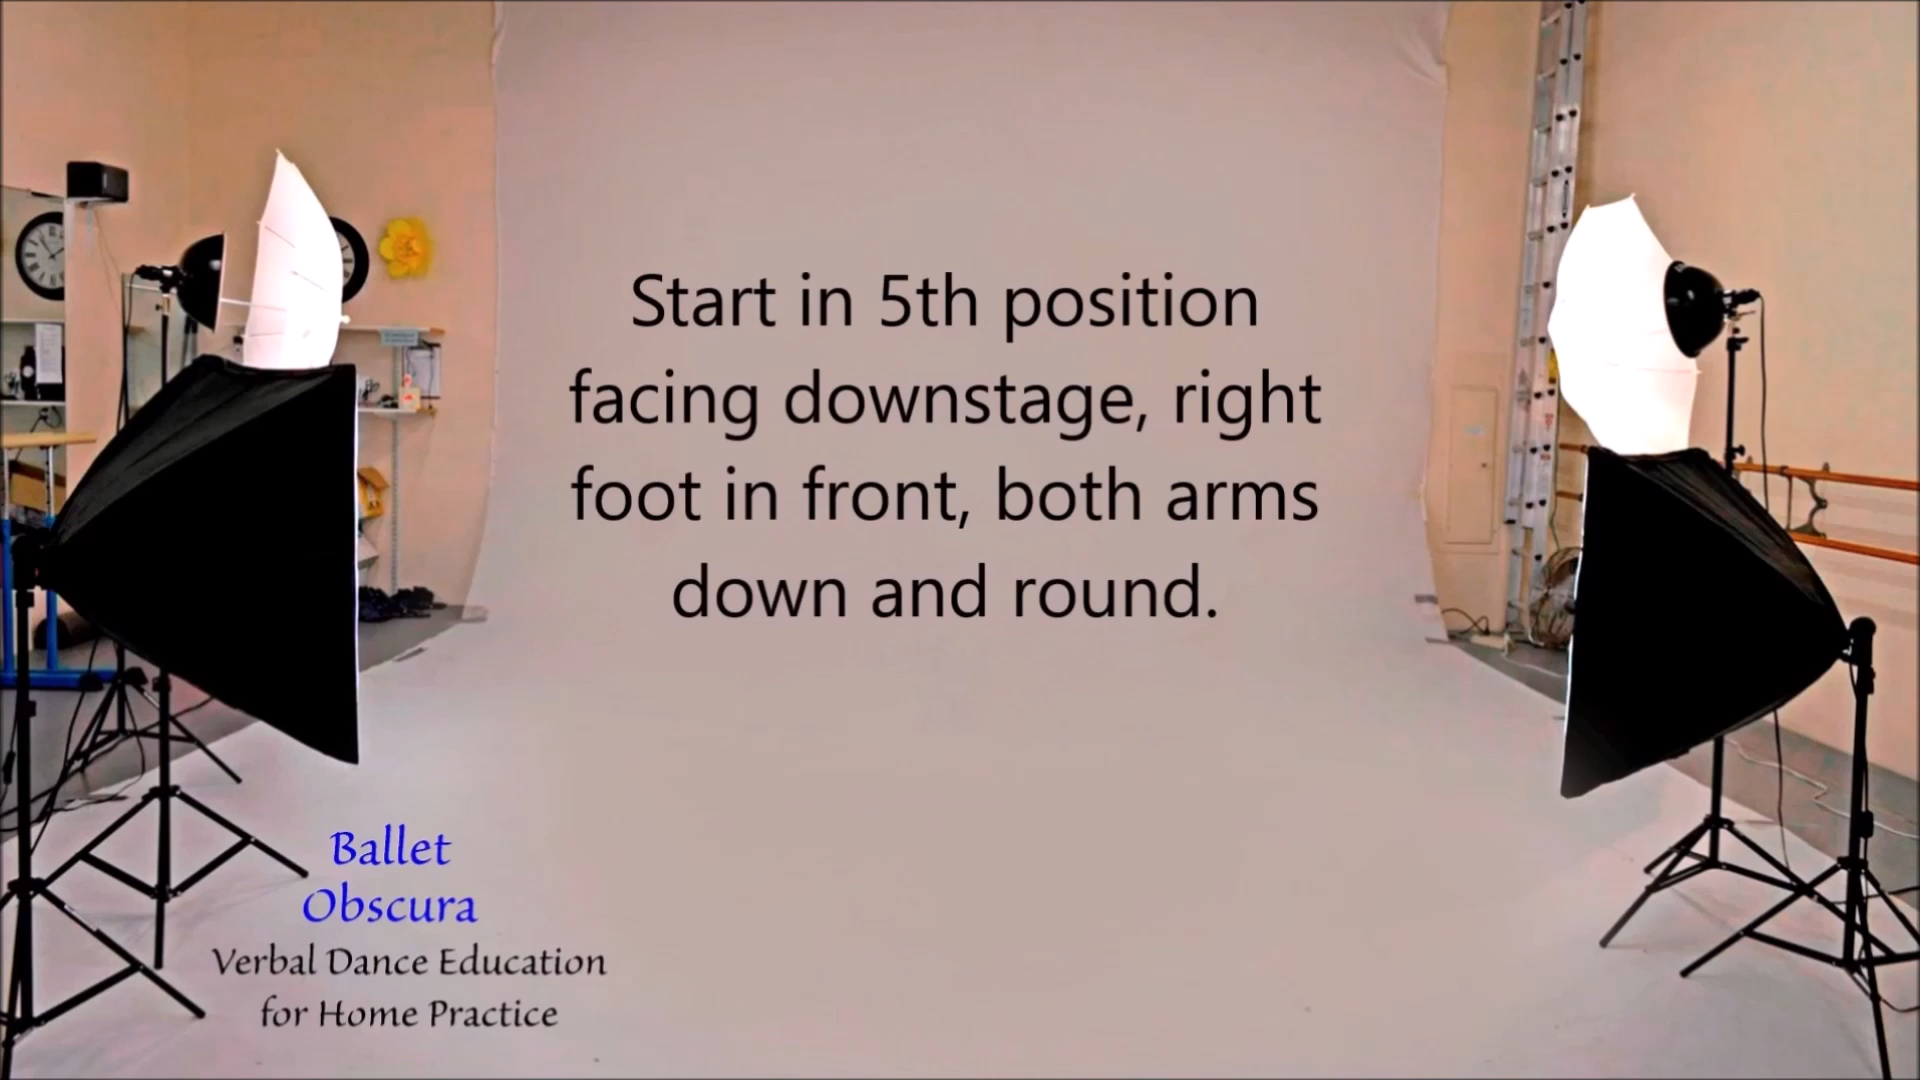 Start in 5th position
facing downstage, right
foot in front, both arms
down and round.
Ballet
Obscura
Verbal Dance Education
for Home Practice